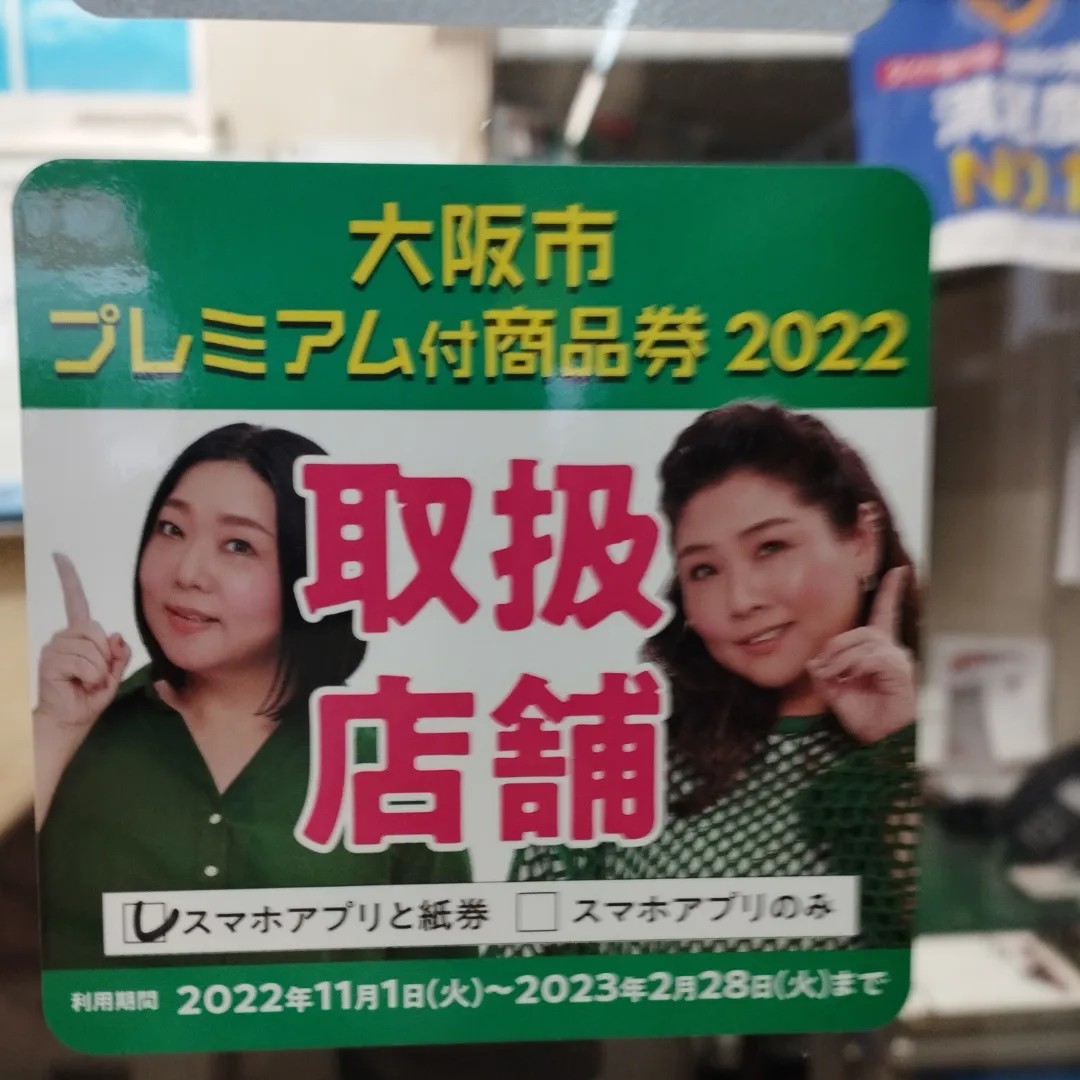 大阪市
プレミアム付商品券 2022
取扱
店舗
スマホアプリと紙券 スマホアプリのみ
利用期間 2022年11月1日(火)～2023年2月28日(火)まで
NO.1